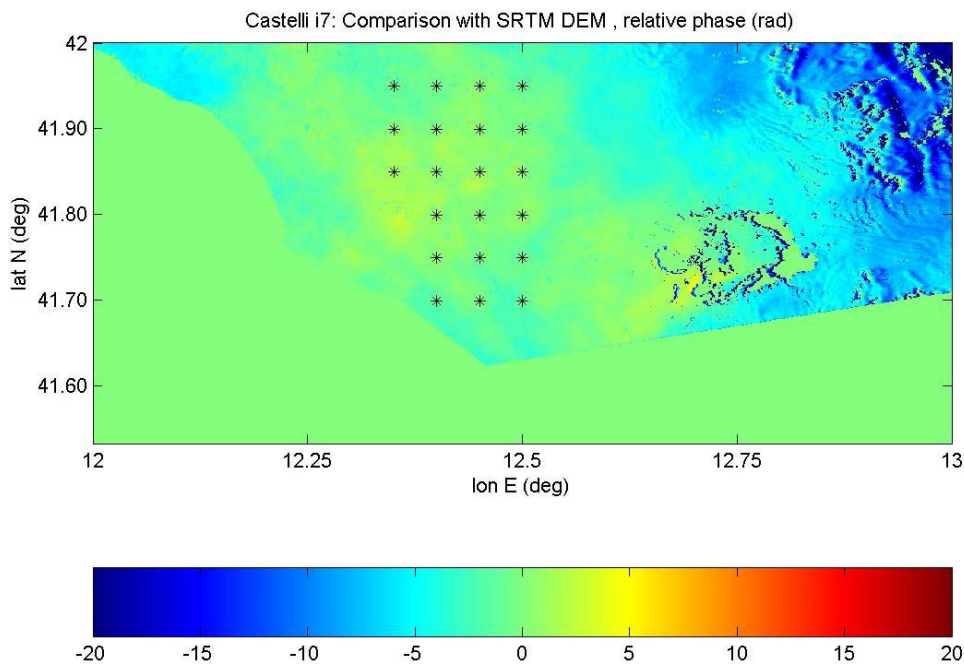 Castelli i7: Comparison with SRTM DEM , relative phase (rad)
42
41.90
41.80
41.70
41.60
lat N (deg)
12 12.25 12.5 12.75 13
lon E (deg)
-20 -15 -10 -5 0 5 10 15 20